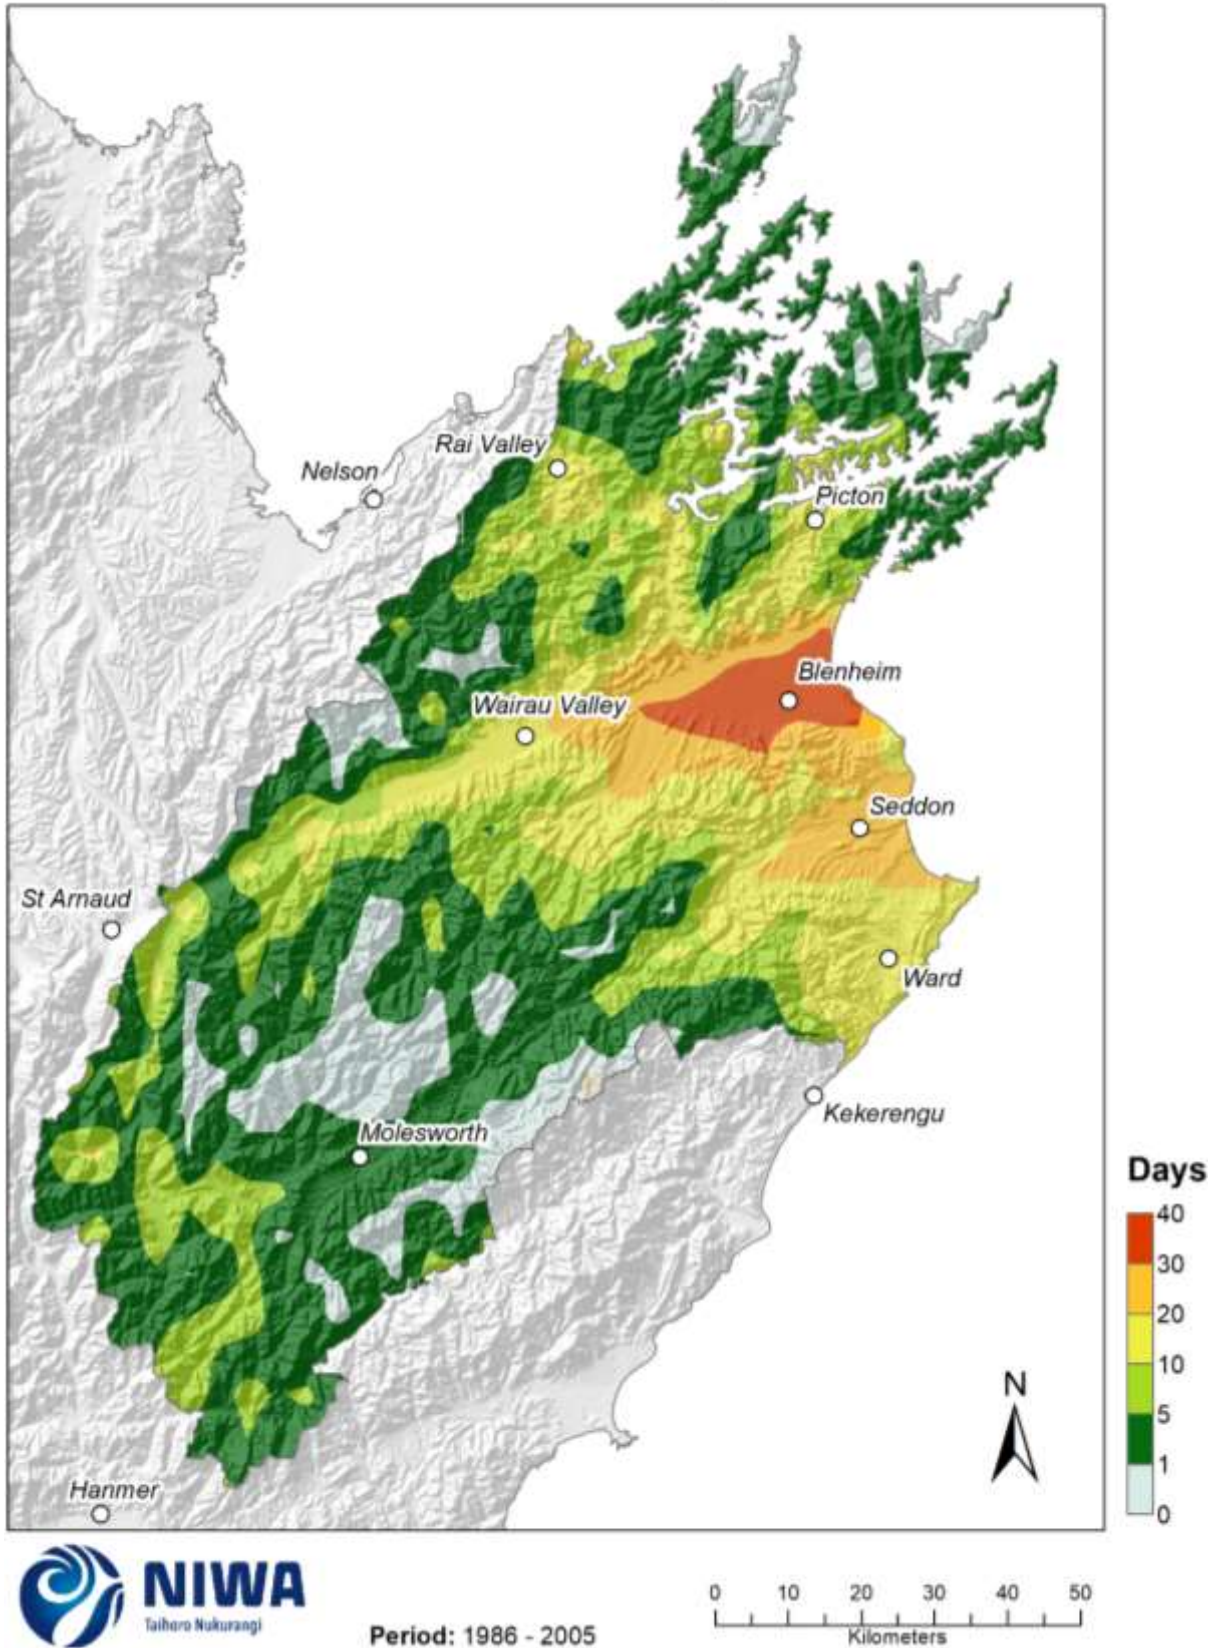 Rai Valley
Nelson
Picton
Blenheim
Wairau Valley
Seddon
St Arnaud
Ward
Kekerengu
Molesworth
Hanmer
N
Days
40
30
20
10
5
1
0
NIWA
Taihoro Nukurangi
Period: 1986 - 2005
0 10 20 30 40 50
Kilometers